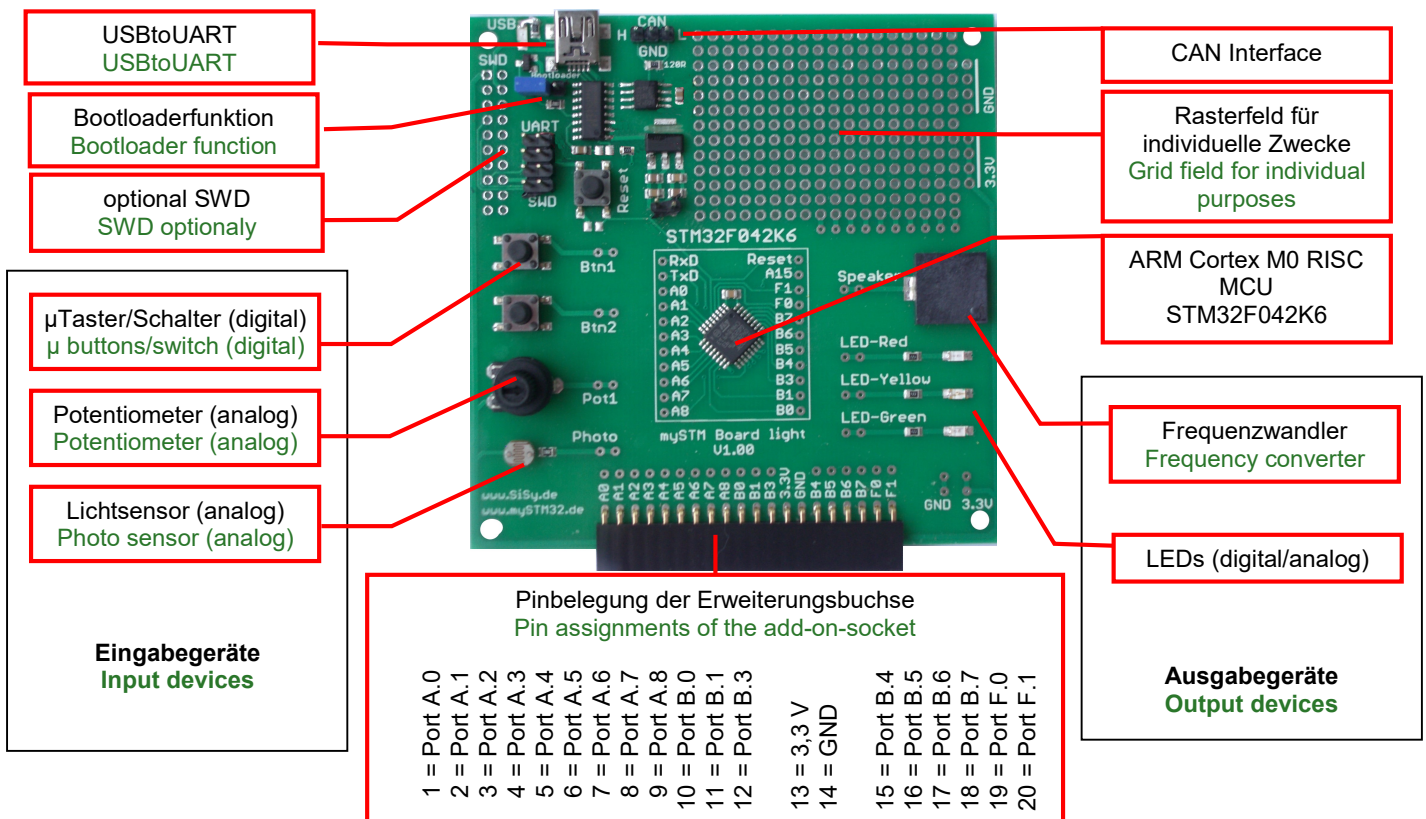 USBtoUART
USBtoUART
Bootloaderfunktion
Bootloader function
optional SWD
SWD optionaly
µTaster/Schalter (digital)
µ buttons/switch (digital)
Potentiometer (analog)
Potentiometer (analog)
Lichtsensor (analog)
Photo sensor (analog)
Eingabegeräte
Input devices
USB
CAN
H
L
GND
120R
SWD
Bootloader
UART
SWD
Reset
GND
3.3V
STM32F042K6
RxD
TxD
A0
A1
A2
A3
A4
A5
A6
A7
A8
Reset
A15
F1
F0
B7
B6
B5
B4
B3
B1
B0
Btn1
Btn2
Pot1
Photo
Speaker
LED-Red
LED-Yellow
LED-Green
mySTM Board light
V1.00
www.SiSy.de
www.mySTM32.de
A0
A1
A2
A3
A4
A5
A6
A7
A8
B0
B1
B3
3.3V
GND
B4
B5
B6
B7
F0
F1
GND 3.3V
CAN Interface
Rasterfeld für
individuelle Zwecke
Grid field for individual
purposes
ARM Cortex M0 RISC
MCU
STM32F042K6
Frequenzwandler
Frequency converter
LEDs (digital/analog)
Ausgabegeräte
Output devices
Pinbelegung der Erweiterungsbuchse
Pin assignments of the add-on-socket
1 = Port A.0
2 = Port A.1
3 = Port A.2
4 = Port A.3
5 = Port A.4
6 = Port A.5
7 = Port A.6
8 = Port A.7
9 = Port A.8
10 = Port B.0
11 = Port B.1
12 = Port B.3
13 = 3,3 V
14 = GND
15 = Port B.4
16 = Port B.5
17 = Port B.6
18 = Port B.7
19 = Port F.0
20 = Port F.1